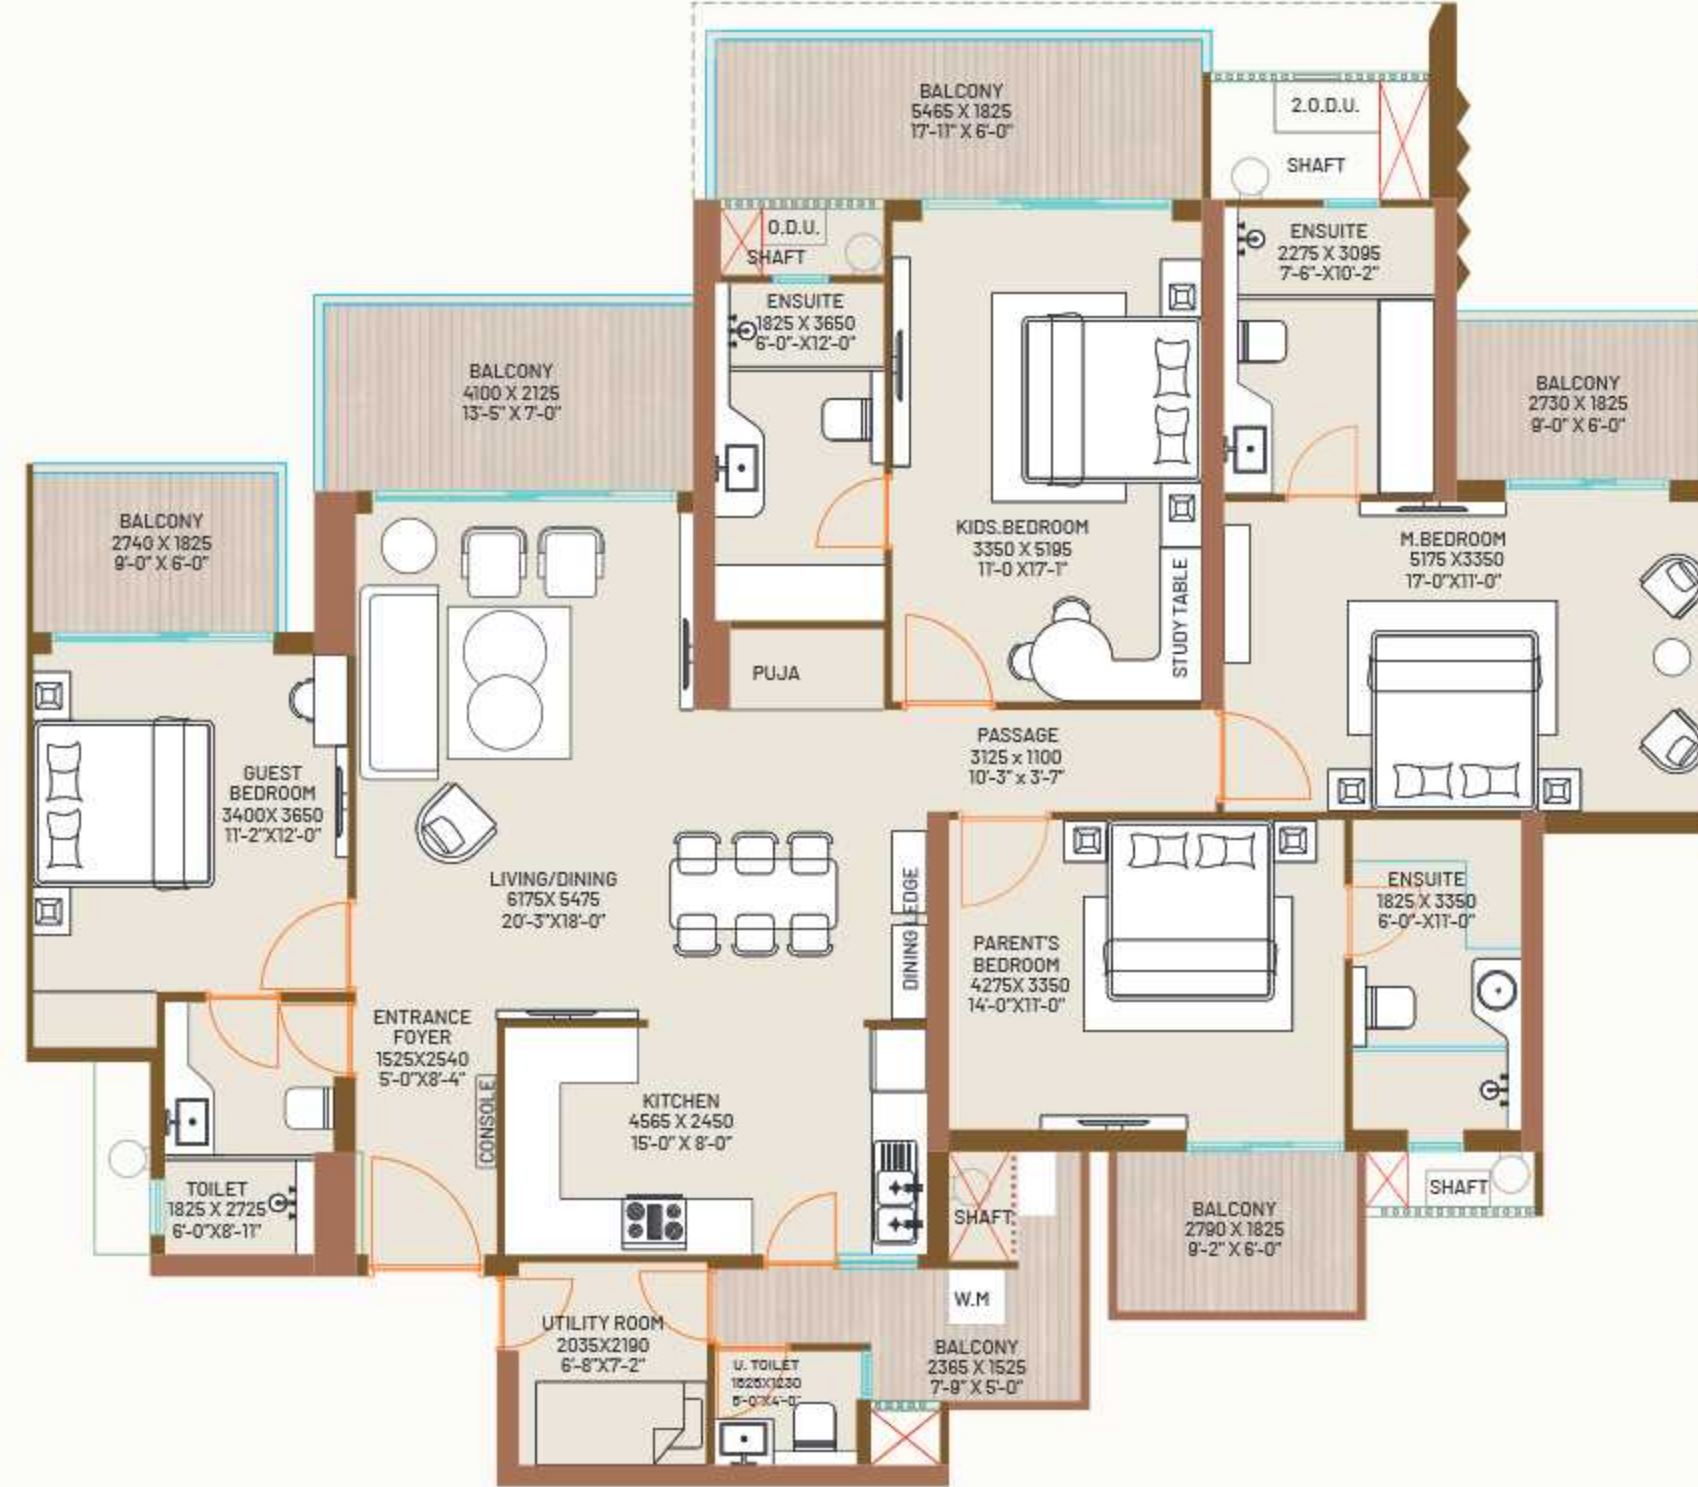 BALCONY
5465 X 1825
17'-11" X 6'-0"
2.O.D.U.
SHAFT
O.D.U.
SHAFT
ENSUITE
2275 X 3095
7'-6"-X10'-2"
ENSUITE
1825 X 3650
6'-0"-X12'-0"
BALCONY
4100 X 2125
13'-5" X 7'-0"
BALCONY
2730 X 1825
9'-0" X 6'-0"
BALCONY
2740 X 1825
9'-0" X 6'-0"
KIDS.BEDROOM
3350 X 5195
11'-0 X17'-1"
M.BEDROOM
5175 X3350
17'-0"X11'-0"
STUDY TABLE
PUJA
PASSAGE
3125 x 1100
10'-3" x 3'-7"
GUEST
BEDROOM
3400X 3650
11'-2"X12'-0"
LIVING/DINING
6175X 5475
20'-3"X18'-0"
DINING LEDGE
ENSUITE
1825 X 3350
6'-0"-X11'-0"
PARENT'S
BEDROOM
4275X 3350
14'-0"X11'-0"
ENTRANCE
FOYER
1525X2540
5'-0"X8'-4"
CONSOLE
KITCHEN
4565 X 2450
15'-0" X 8'-0"
TOILET
1825 X 2725
6'-0"X8'-11"
SHAFT
SHAFT
BALCONY
2790 X 1825
9'-2" X 6'-0"
W.M
UTILITY ROOM
2035X2190
6'-8"X7'-2"
BALCONY
2365 X 1525
7'-9" X 5'-0"
U. TOILET